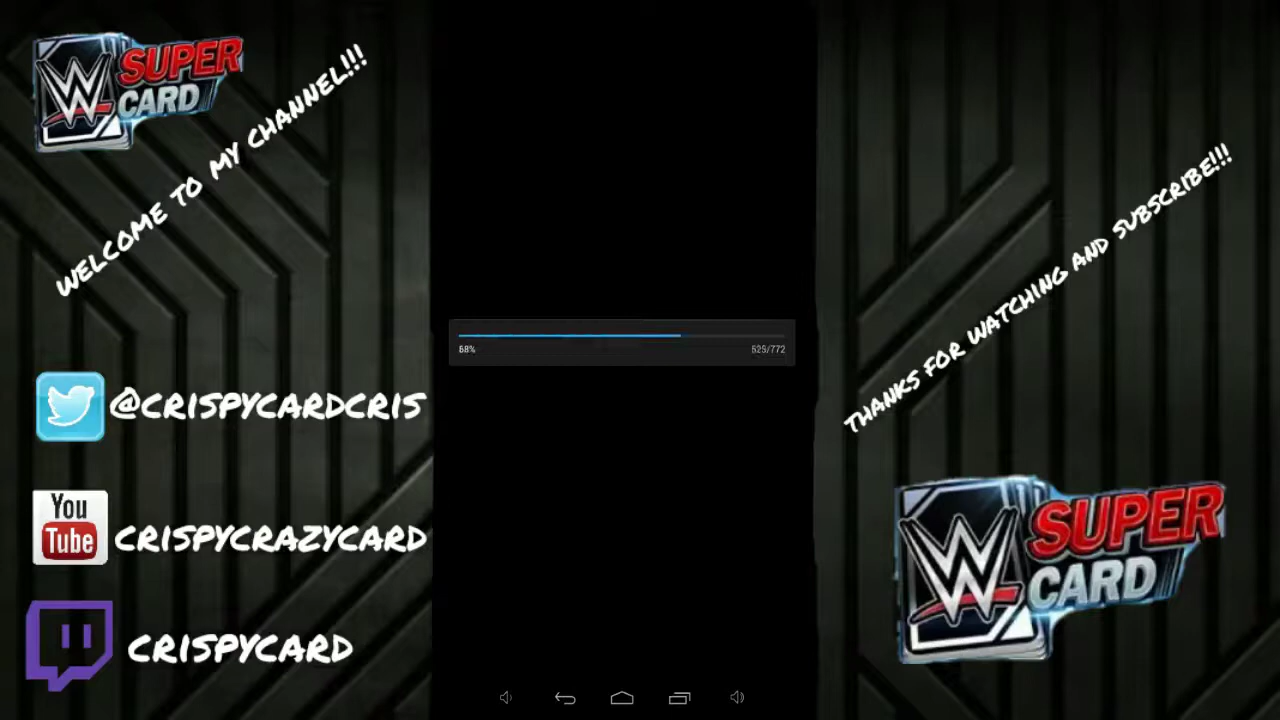 W SUPER
CARD
WELCOME TO MY CHANNEL!!!
@CRISPYCARDCRIS
You
Tube
CRISPYCRAZYCARD
CRISPYCARD
68%
525/772
THANKS FOR WATCHING AND SUBSCRIBE!!!
W SUPER
CARD